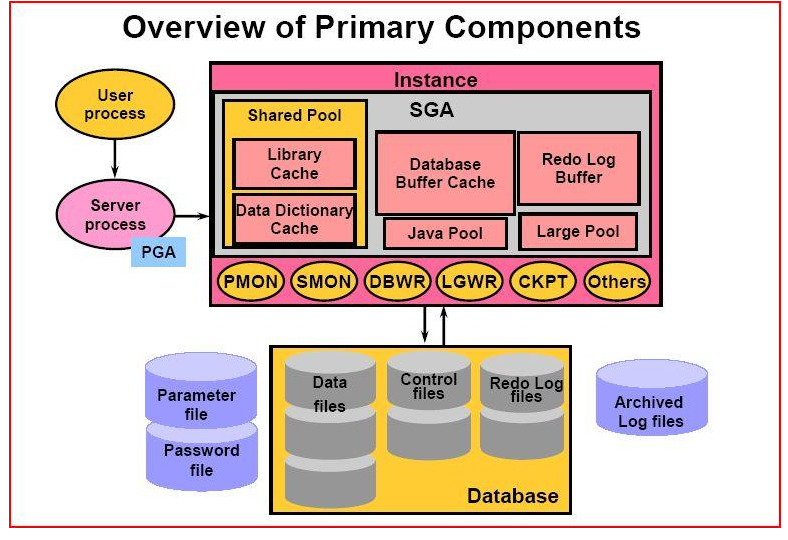 Overview of Primary Components
User
process
Server
process
PGA
Instance
SGA
Shared Pool
Library
Cache
Data Dictionary
Cache
Database
Buffer Cache
Redo Log
Buffer
Java Pool
Large Pool
PMON
SMON
DBWR
LGWR
CKPT
Others
Parameter
file
Password
file
Data
files
Control
files
Redo Log
files
Database
Archived
Log files